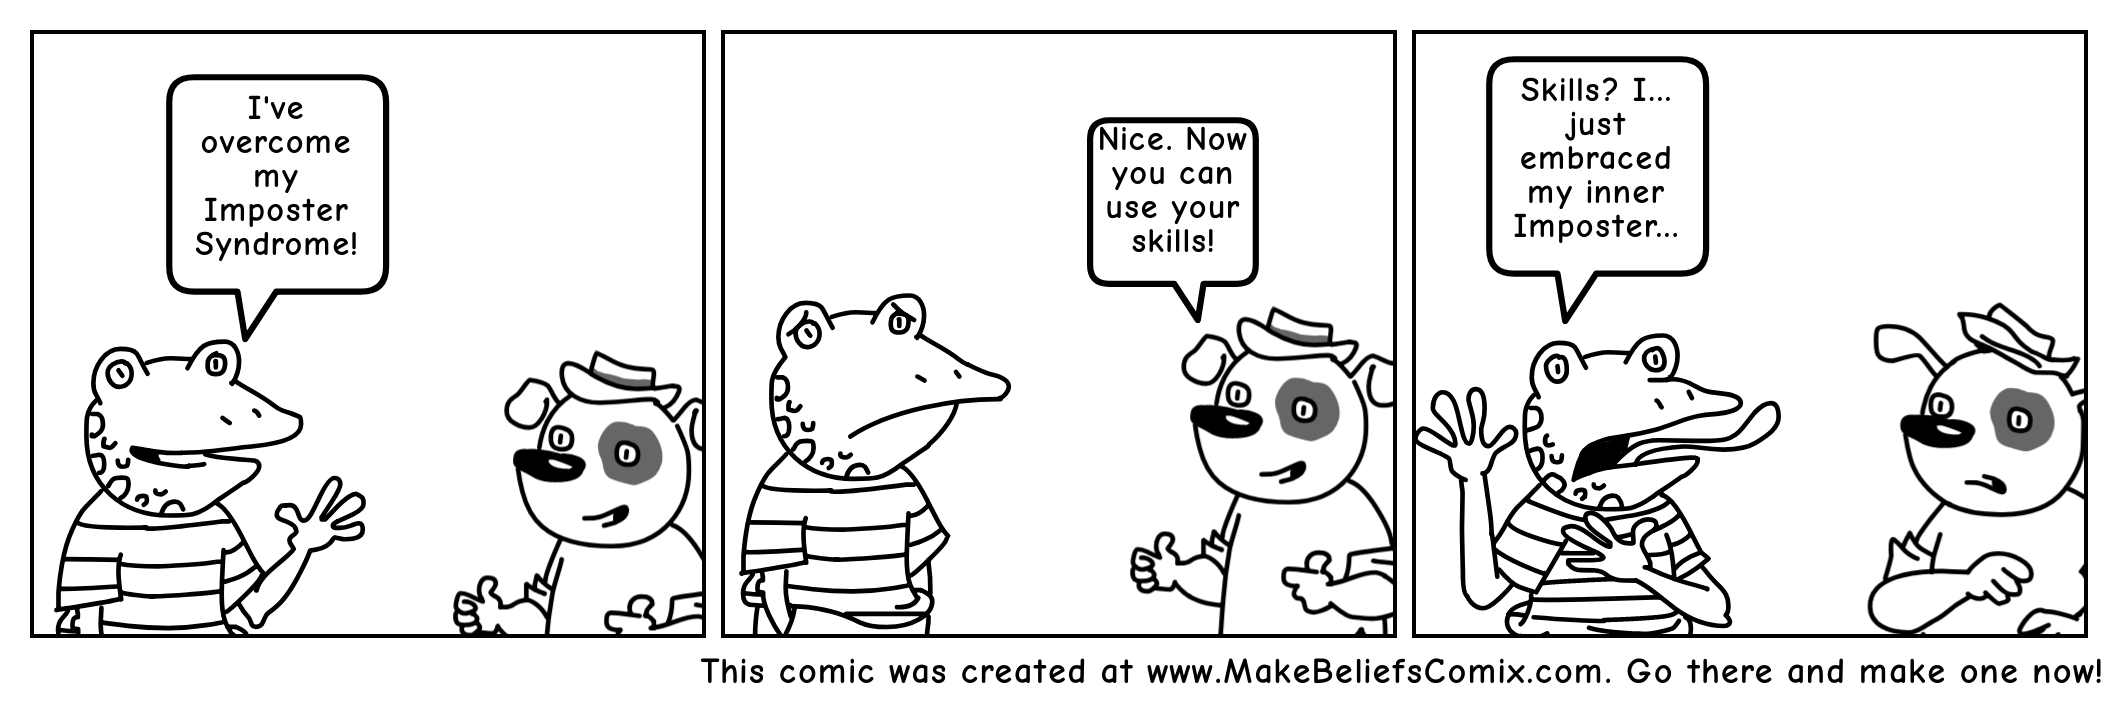 I've
overcome
my
Imposter
Syndrome!
Nice. Now
you can
use your
skills!
Skills? I...
just
embraced
my inner
Imposter...
This comic was created at www.MakeBeliefsComix.com. Go there and make one now!